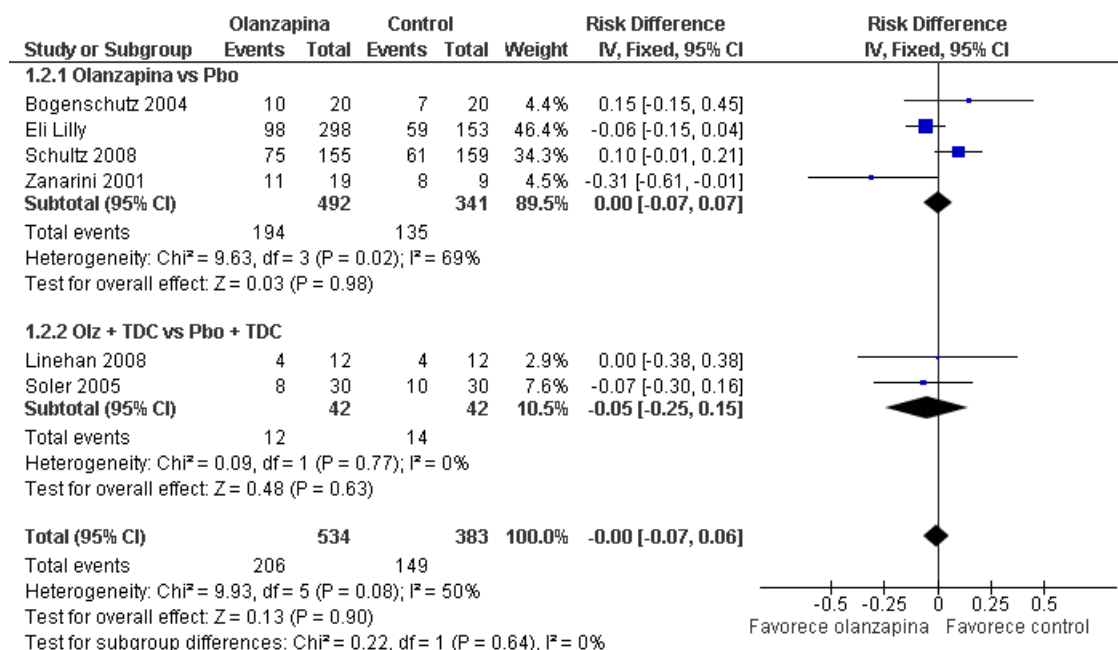 Olanzapina Control Risk Difference Risk Difference
Study or Subgroup Events Total Events Total Weight IV, Fixed, 95% CI IV, Fixed, 95% CI
1.2.1 Olanzapina vs Pbo
Bogenschutz 2004 10 20 7 20 4.4% 0.15 [-0.15, 0.45]
Eli Lilly 98 298 59 153 46.4% -0.06 [-0.15, 0.04]
Schultz 2008 75 155 61 159 34.3% 0.10 [-0.01, 0.21]
Zanarini 2001 11 19 8 9 4.5% -0.31 [-0.61, -0.01]
Subtotal (95% CI) 492 341 89.5% 0.00 [-0.07, 0.07]
Total events 194 135
Heterogeneity: Chi² = 9.63, df = 3 (P = 0.02); I² = 69%
Test for overall effect: Z = 0.03 (P = 0.98)
1.2.2 Olz + TDC vs Pbo + TDC
Linehan 2008 4 12 4 12 2.9% 0.00 [-0.38, 0.38]
Soler 2005 8 30 10 30 7.6% -0.07 [-0.30, 0.16]
Subtotal (95% CI) 42 42 10.5% -0.05 [-0.25, 0.15]
Total events 12 14
Heterogeneity: Chi² = 0.09, df = 1 (P = 0.77); I² = 0%
Test for overall effect: Z = 0.48 (P = 0.63)
Total (95% CI) 534 383 100.0% -0.00 [-0.07, 0.06]
Total events 206 149
Heterogeneity: Chi² = 9.93, df = 5 (P = 0.08); I² = 50%
Test for overall effect: Z = 0.13 (P = 0.90)
Test for subgroup differences: Chi² = 0.22, df = 1 (P = 0.64), I² = 0%
-0.5 -0.25 0 0.25 0.5
Favorece olanzapina Favorece control